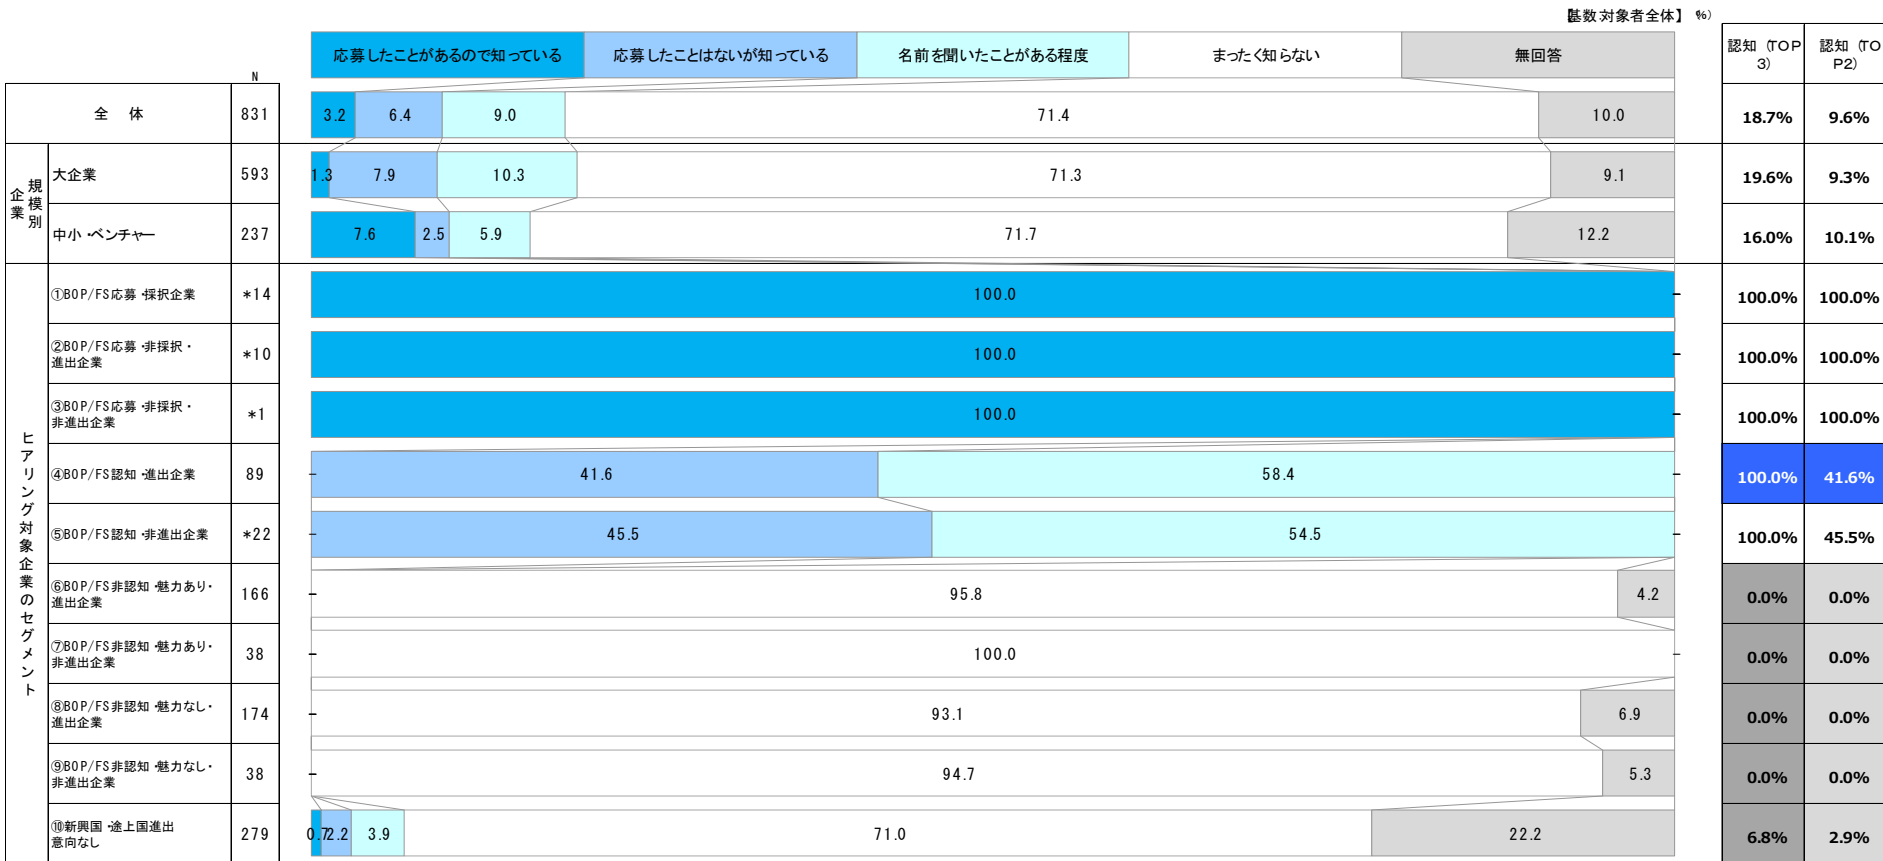 【基数:対象者全体】 (%)
応募したことがあるので知っている 応募したことはないが知っている 名前を聞いたことがある程度 まったく知らない 無回答
認知(TOP
3)
認知(TO
P2)
N
全 体 831 3.2 6.4 9.0 71.4 10.0 18.7% 9.6%
企業
規模別
大企業 593 1.3 7.9 10.3 71.3 9.1 19.6% 9.3%
中小・ベンチャー 237 7.6 2.5 5.9 71.7 12.2 16.0% 10.1%
ヒアリング対象企業のセグメント
①BOP/FS応募・採択企業 *14 100.0 100.0% 100.0%
②BOP/FS応募・非採択・
進出企業 *10 100.0 100.0% 100.0%
③BOP/FS応募・非採択・
非進出企業 *1 100.0 100.0% 100.0%
④BOP/FS認知・進出企業 89 41.6 58.4 100.0% 41.6%
⑤BOP/FS認知・非進出企業 *22 45.5 54.5 100.0% 45.5%
⑥BOP/FS非認知・魅力あり・
進出企業 166 95.8 4.2 0.0% 0.0%
⑦BOP/FS非認知・魅力あり・
非進出企業 38 100.0 0.0% 0.0%
⑧BOP/FS非認知・魅力なし・
進出企業 174 93.1 6.9 0.0% 0.0%
⑨BOP/FS非認知・魅力なし・
非進出企業 38 94.7 5.3 0.0% 0.0%
⑩新興国・途上国進出
意向なし 279 0.7 2.2 3.9 71.0 22.2 6.8% 2.9%